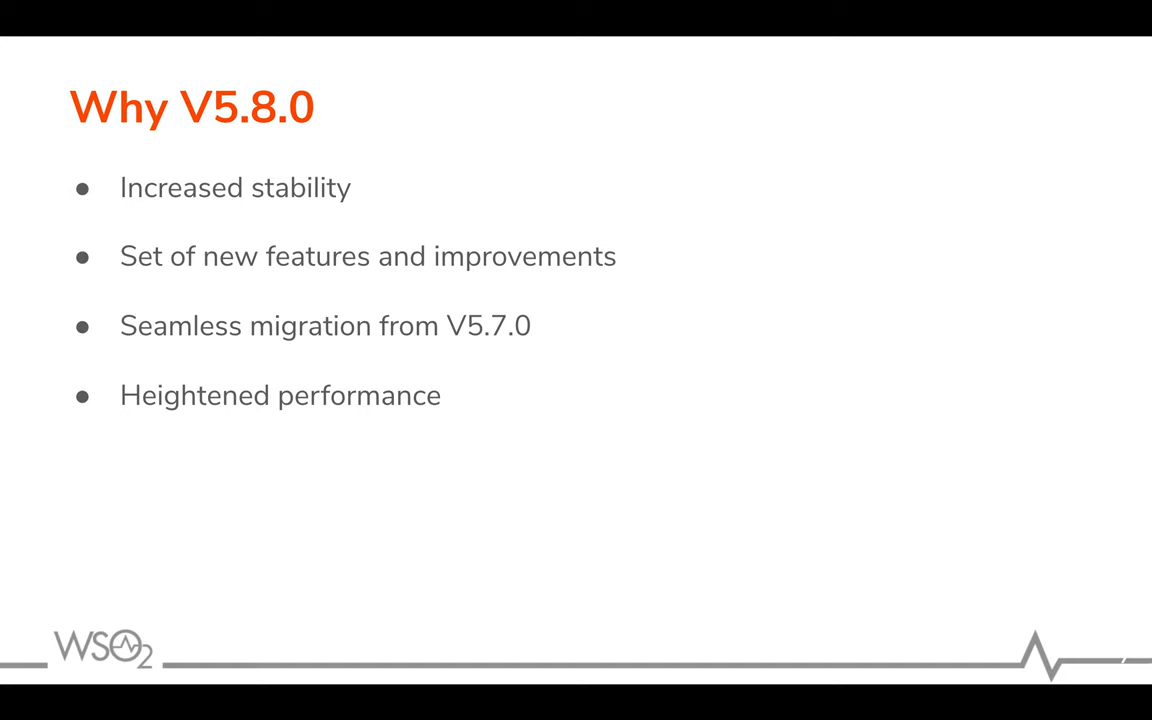 Why V5.8.0
● Increased stability
● Set of new features and improvements
● Seamless migration from V5.7.0
● Heightened performance
WSO2